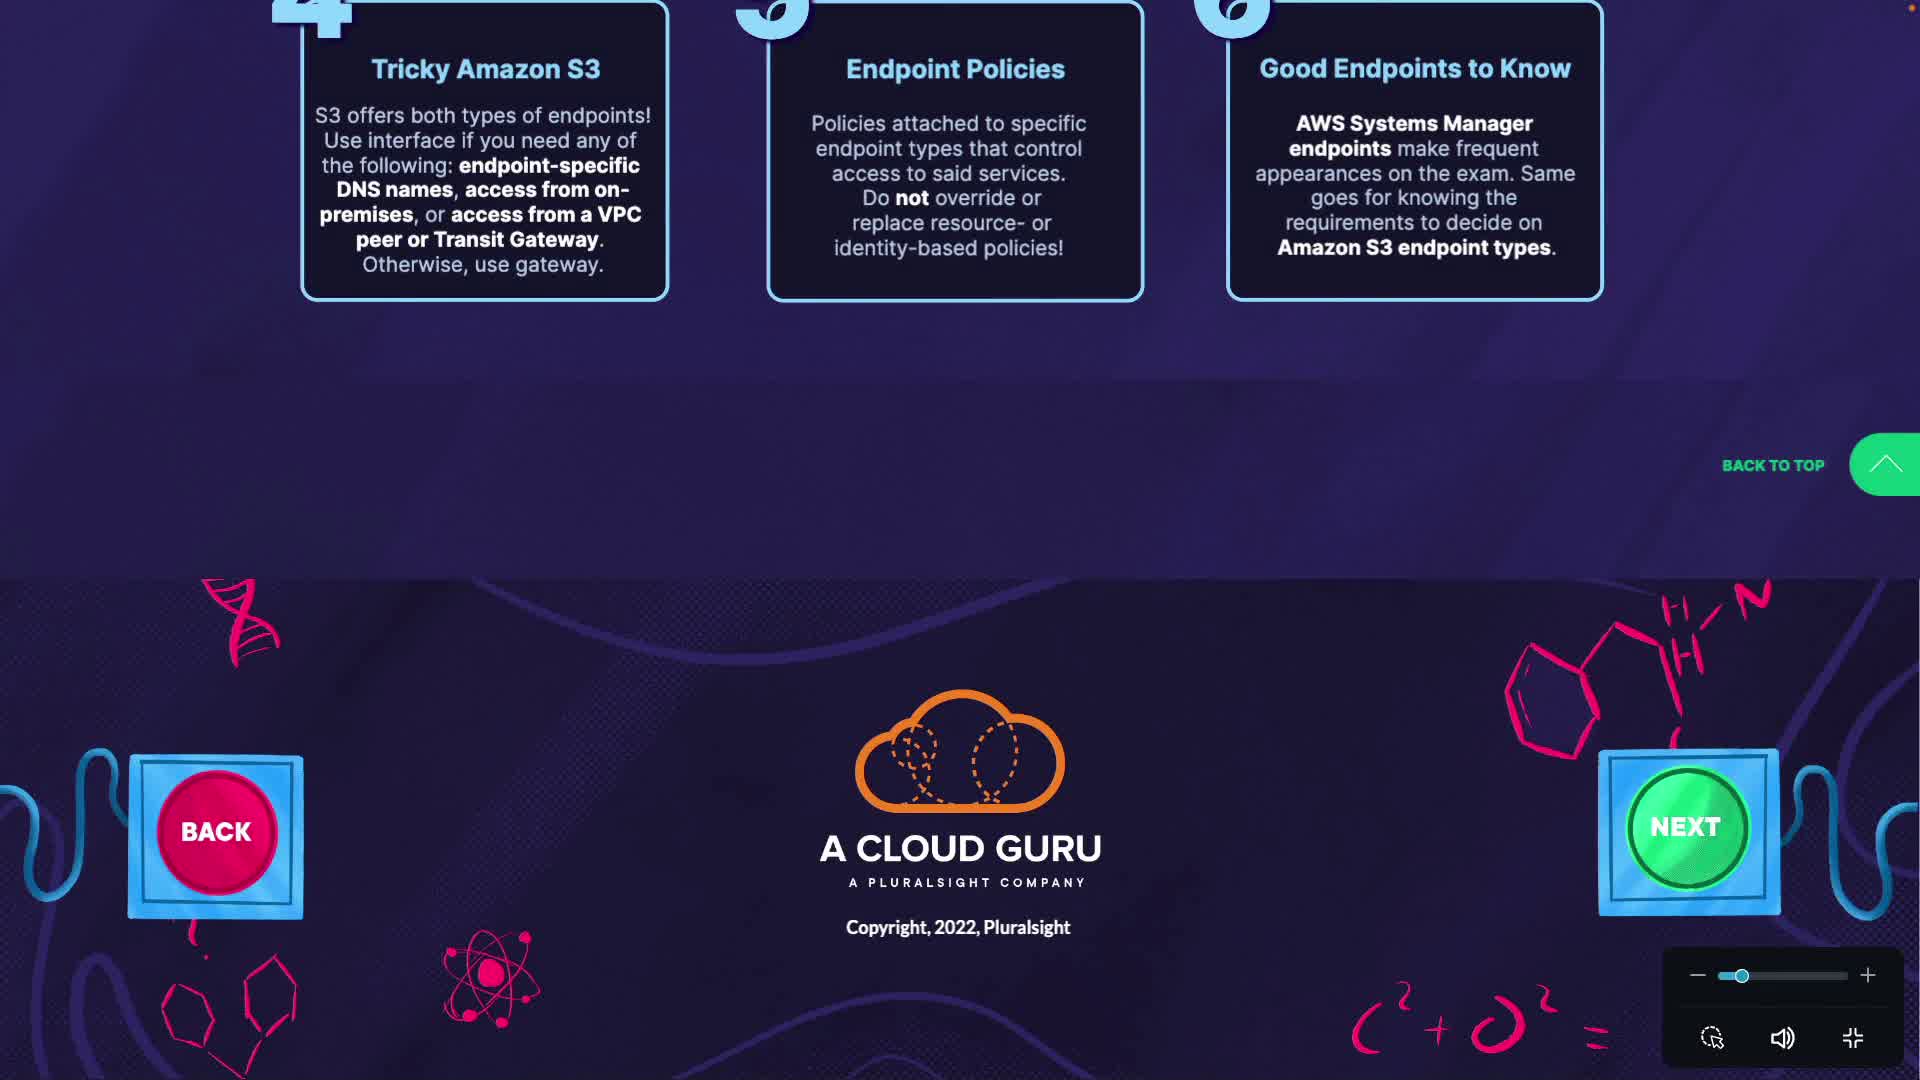 4
5
6
Tricky Amazon S3
S3 offers both types of endpoints!
Use interface if you need any of
the following: endpoint-specific
DNS names, access from on-
premises, or access from a VPC
peer or Transit Gateway.
Otherwise, use gateway.
Endpoint Policies
Policies attached to specific
endpoint types that control
access to said services.
Do not override or
replace resource- or
identity-based policies!
Good Endpoints to Know
AWS Systems Manager
endpoints make frequent
appearances on the exam. Same
goes for knowing the
requirements to decide on
Amazon S3 endpoint types.
BACK TO TOP
H
N
H
BACK
NEXT
A CLOUD GURU
A PLURALSIGHT COMPANY
Copyright, 2022, Pluralsight
C² + O² =